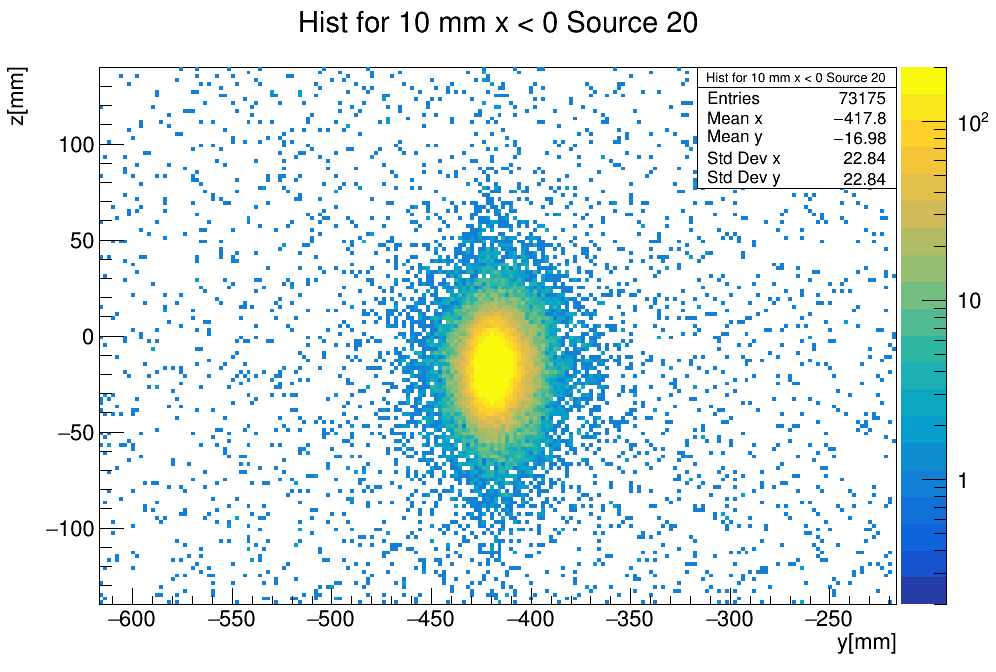 Hist for 10 mm x < 0 Source 20
z[mm]
Hist for 10 mm x < 0 Source 20
Entries 73175
Mean x −417.8
Mean y −16.98
Std Dev x 22.84
Std Dev y 22.84
100
50
0
−50
−100
10²
10
1
−600 −550 −500 −450 −400 −350 −300 −250
y[mm]